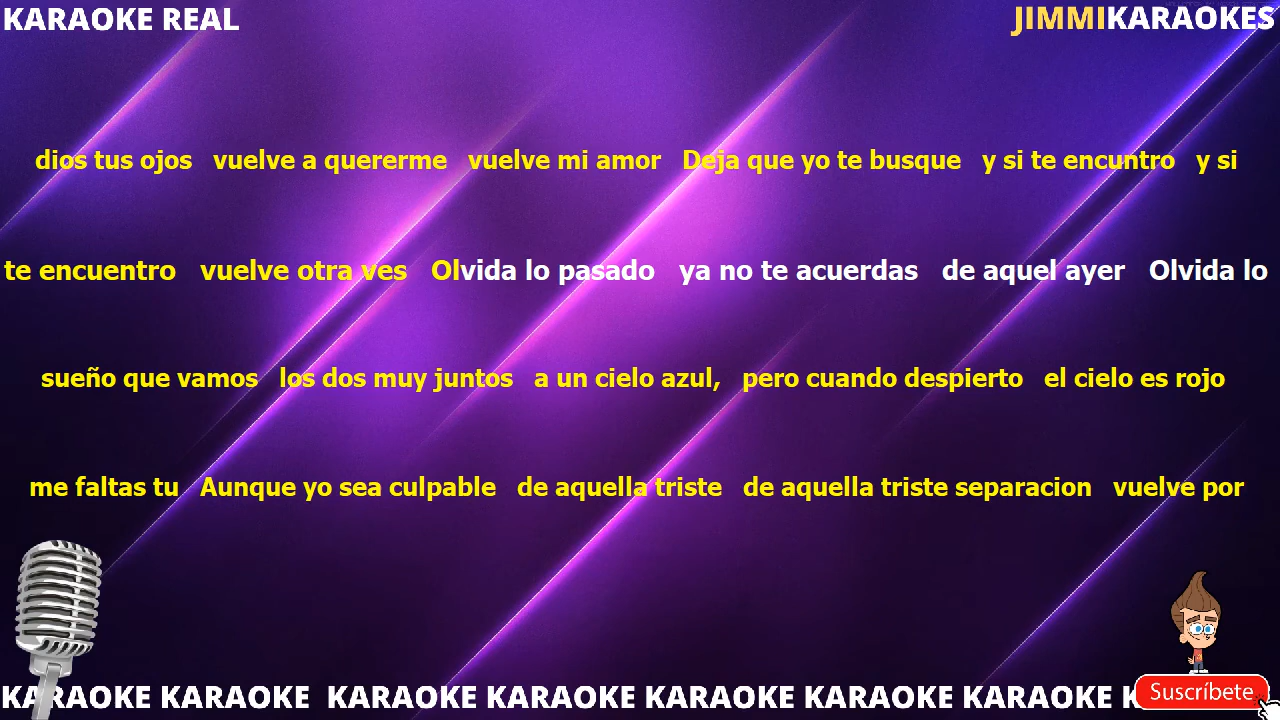 KARAOKE REAL
JIMMIKARAOKES
dios tus ojos vuelve a quererme vuelve mi amor Deja que yo te busque y si te encuntro y si
te encuentro vuelve otra ves Olvida lo pasado ya no te acuerdas de aquel ayer Olvida lo
sueño que vamos los dos muy juntos a un cielo azul, pero cuando despierto el cielo es rojo
me faltas tu Aunque yo sea culpable de aquella triste de aquella triste separacion vuelve por
KARAOKE KARAOKE KARAOKE KARAOKE KARAOKE KARAOKE KARAOKE K
Suscríbete